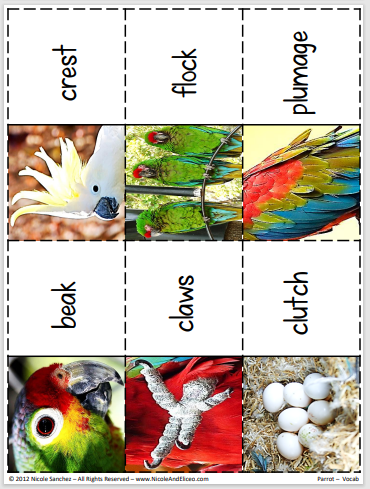 crest
flock
plumage
beak
claws
clutch
© 2012 Nicole Sanchez – All Rights Reserved – www.NicoleAndEliceo.com
Parrot – Vocab